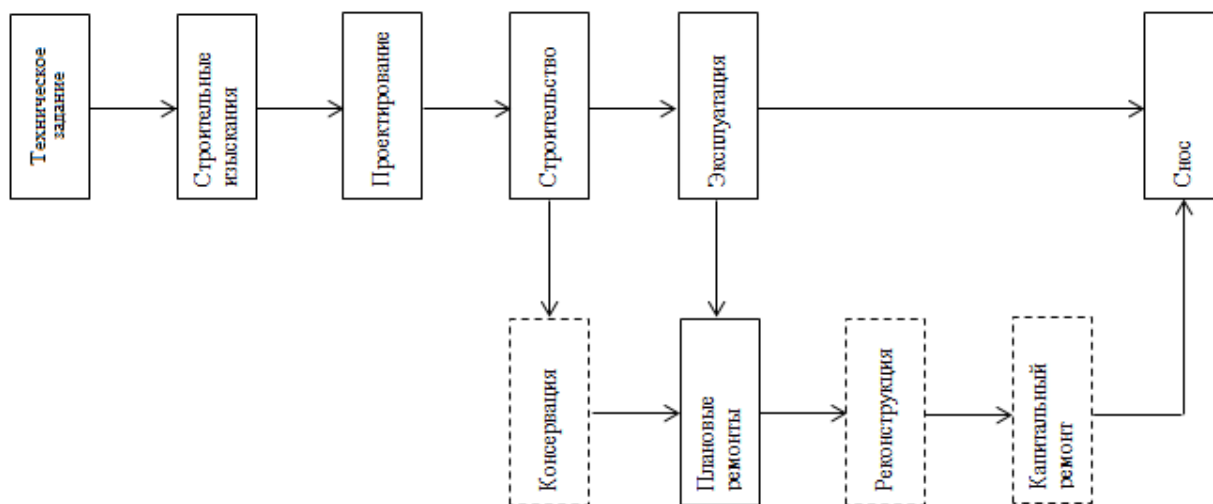 Техническое
задание
Строительные
изыскания
Проектирование
Строительство
Эксплуатация
Снос
Консервация
Плановые
ремонты
Реконструкция
Капитальный
ремонт